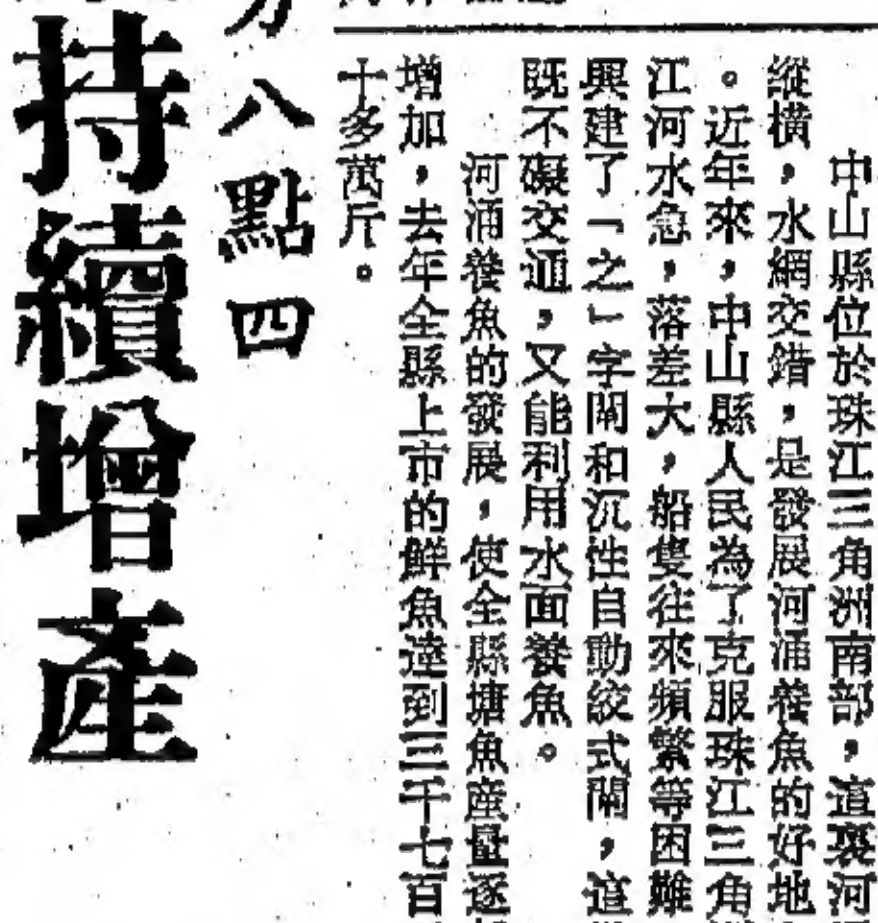 中山縣位於珠江三角洲南部，這裏河
縱橫，水網交錯，是發展河涌養魚的好地
。近年來，中山縣人民為了克服珠江三角
江河水急，落差大，船隻往來頻繁等困難
興建了「之」字閘和沉性自動絞式閘，這
既不礙交通，又能利用水面養魚。
河涌養魚的發展，使全縣塘魚産量逐
增加，去年全縣上市的鮮魚達到三千七百
十多萬斤。
八點四
持續增產